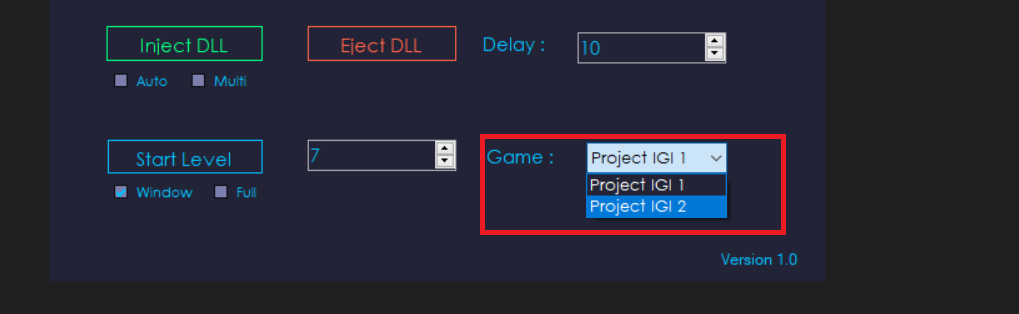 Inject DLL Eject DLL Delay : 10
Auto Multi
Start Level 7 Game : Project IGI 1
Project IGI 1
Window Full
Project IGI 2
Version 1.0